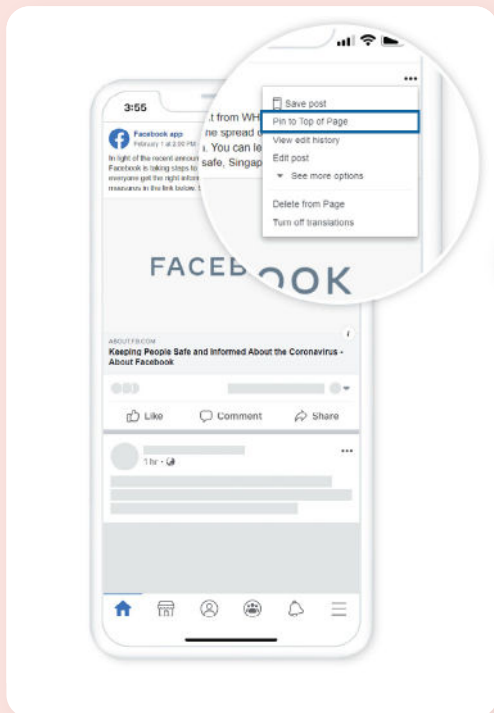 3:55
•••
Save post
Pin to Top of Page
View edit history
Edit post
See more options
Delete from Page
Turn off translations
t from WH
he spread o
. You can le
safe, Singap
Facebook app
February 1 at 2:00 PM
In light of the recent announ
Facebook is taking steps to
everyone get the right inform
measures in the link below.
FACEBOOK
ABOUT.FB.COM
Keeping People Safe and Informed About the Coronavirus -
About Facebook
Like
Comment
Share
1 hr